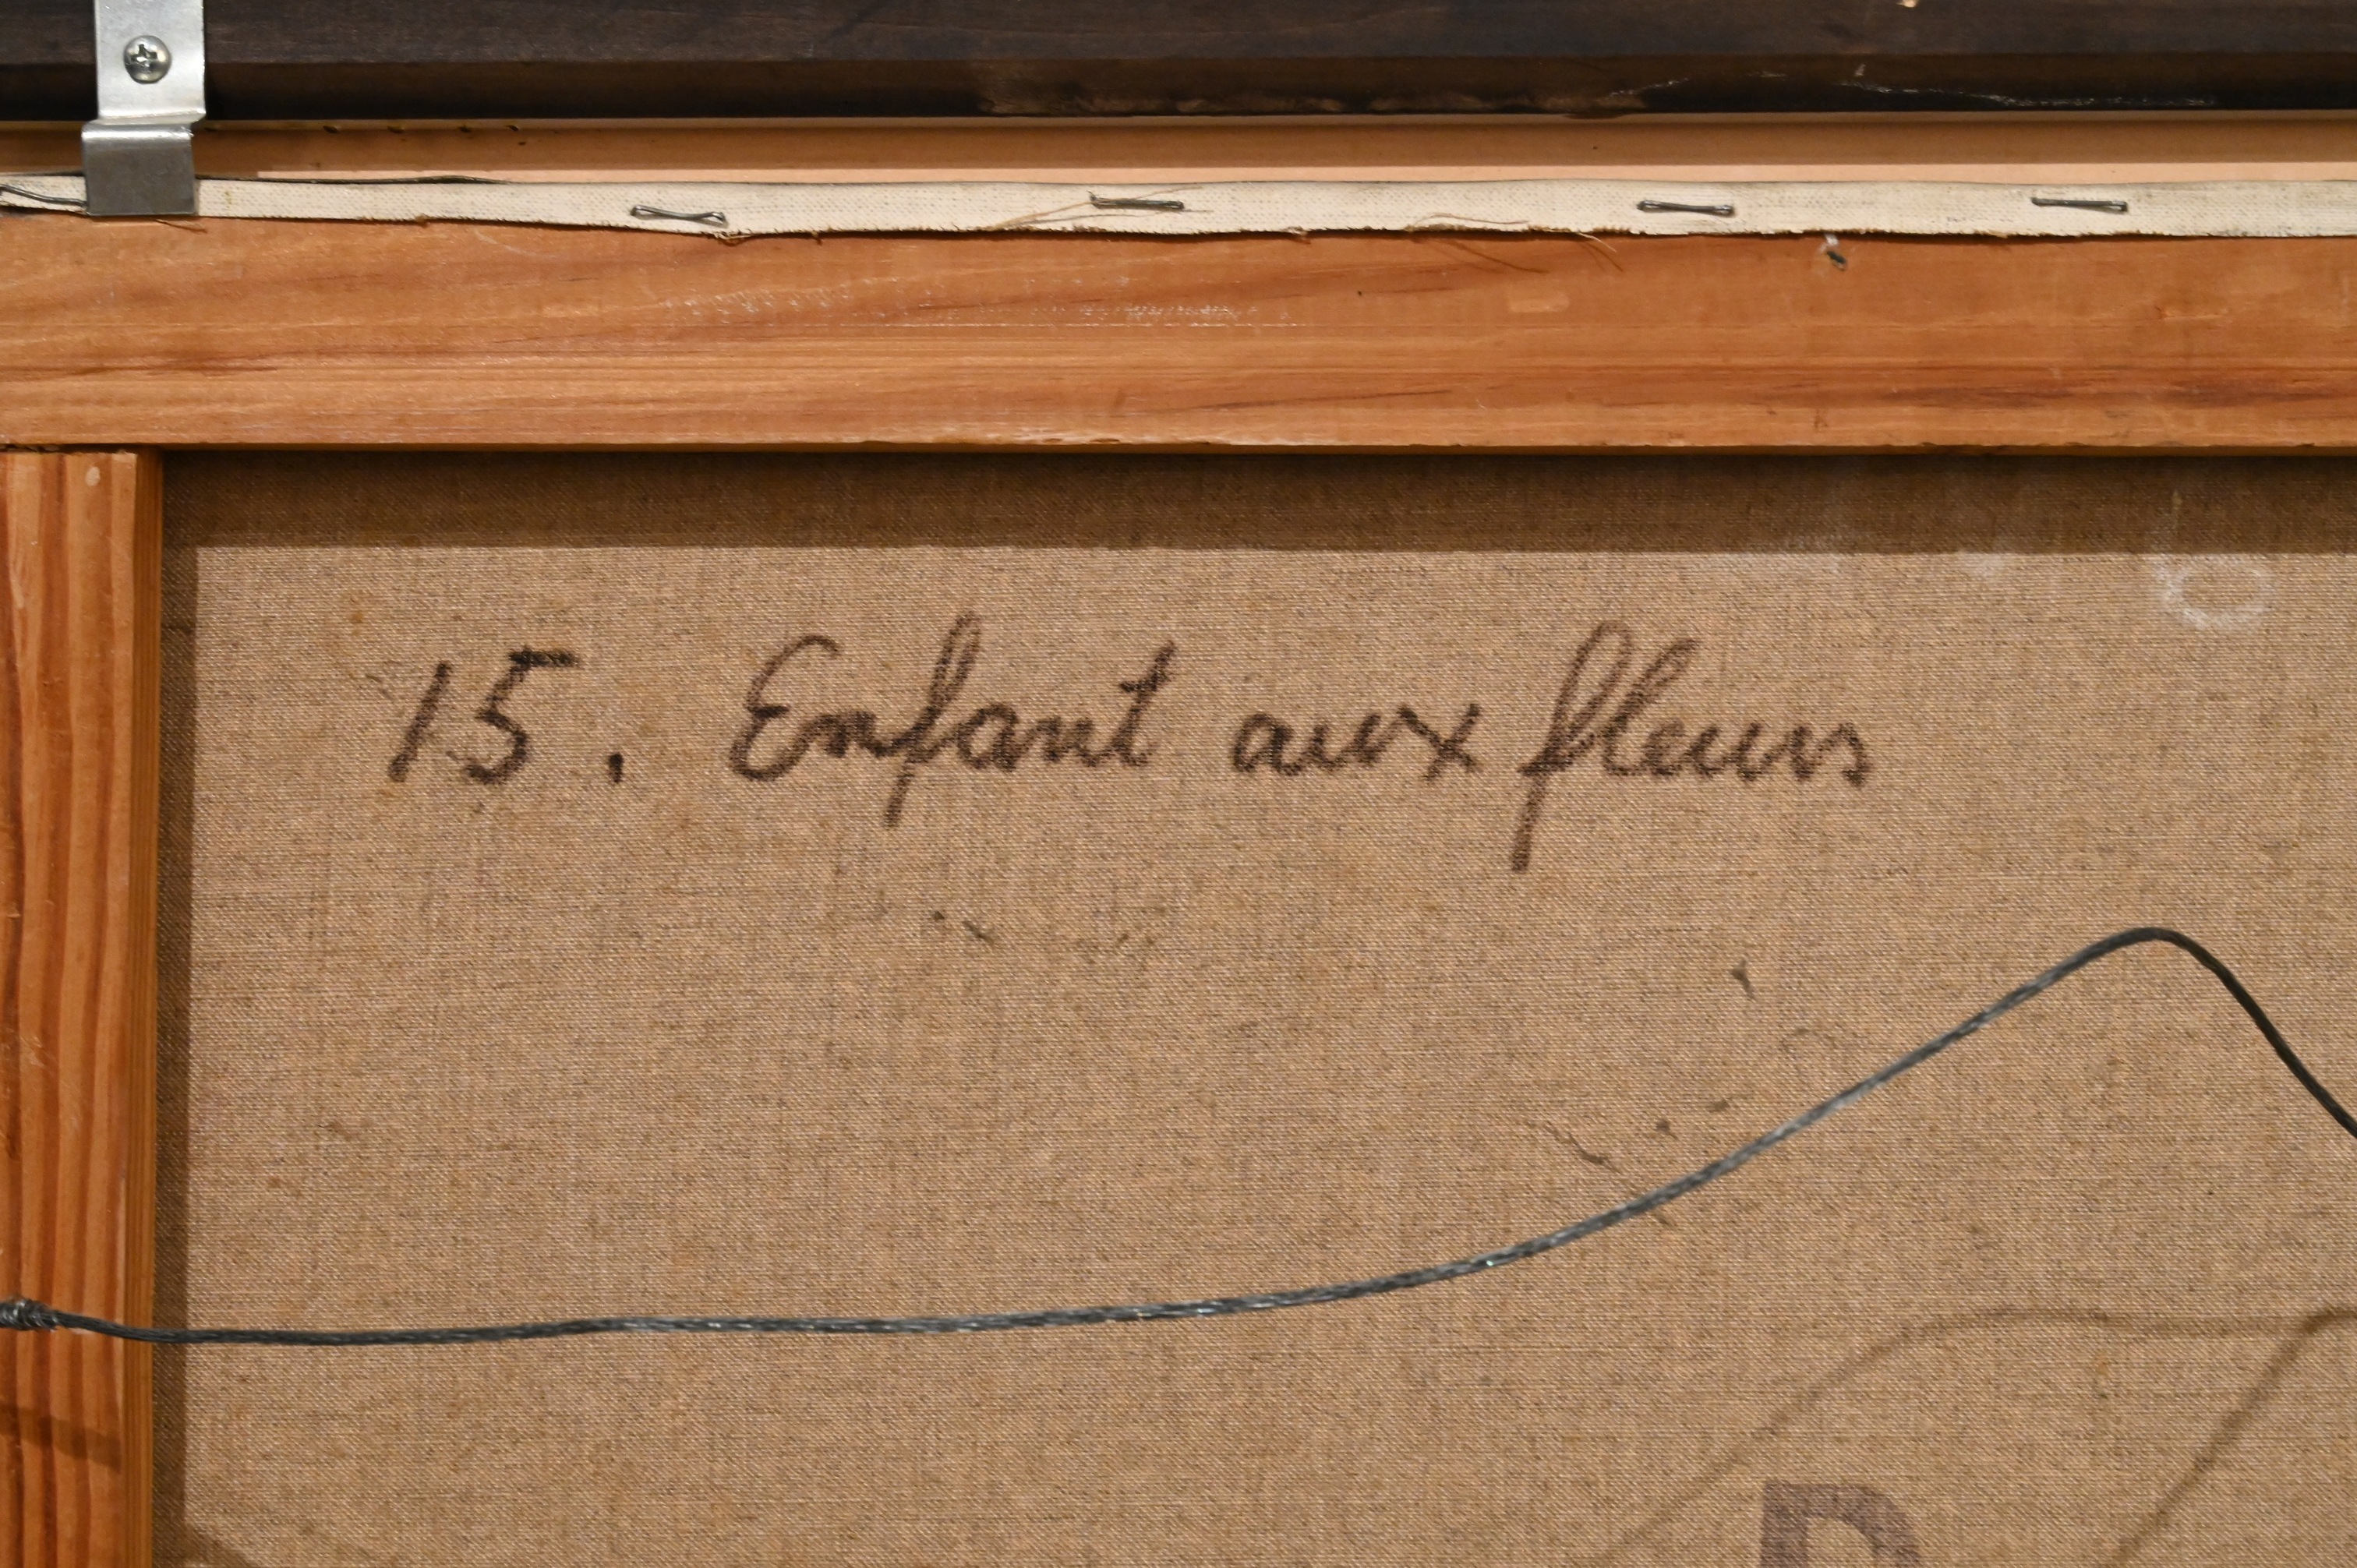 15. Enfant aux fleurs